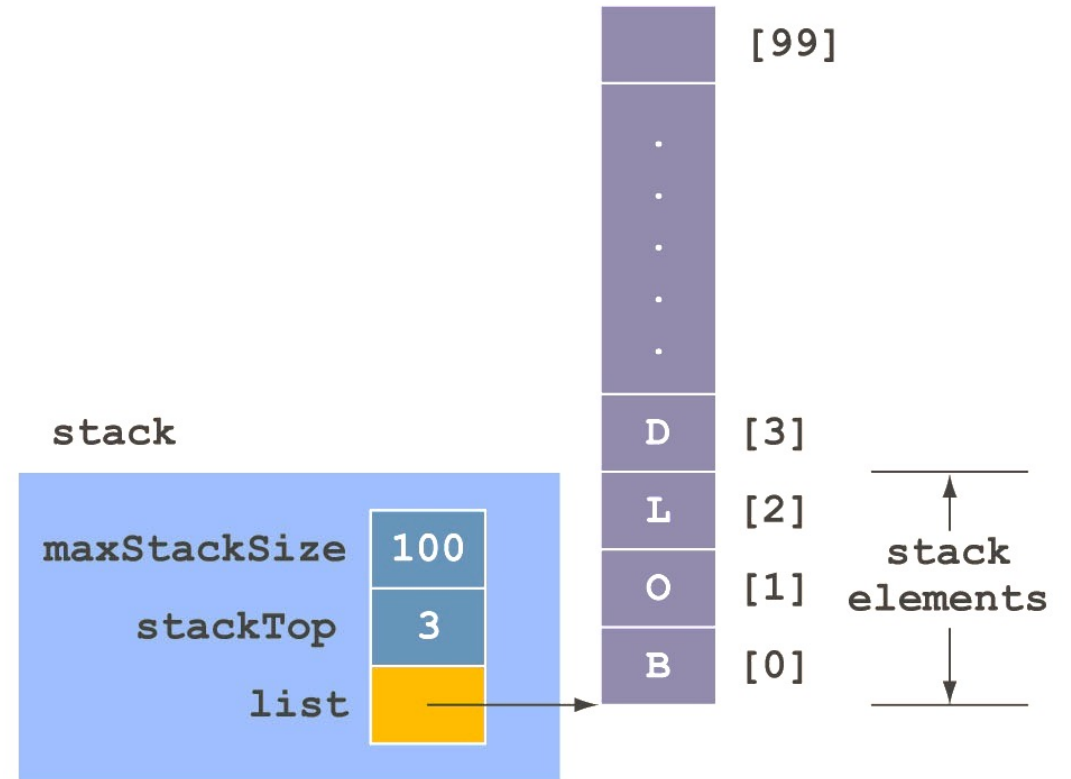 [99]
stack
D [3]
L [2]
O [1]
B [0]
stack
elements
maxStackSize 100
stackTop 3
list